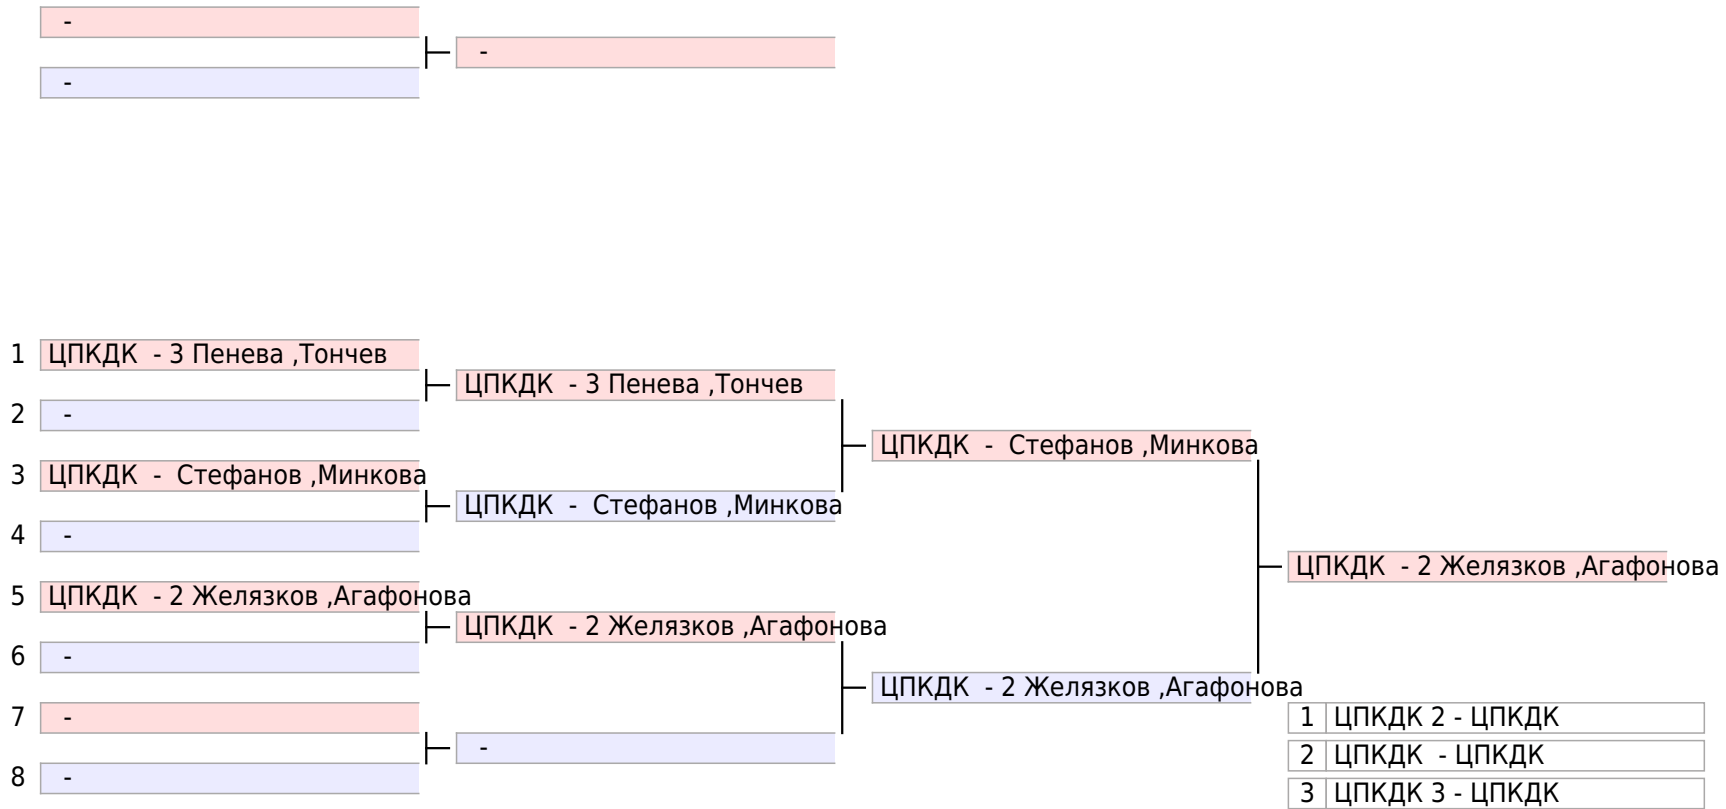 -
-
-
1 ЦПКДК - 3 Пенева ,Тончев
ЦПКДК - 3 Пенева ,Тончев
2 -
ЦПКДК - Стефанов ,Минкова
3 ЦПКДК - Стефанов ,Минкова
ЦПКДК - Стефанов ,Минкова
4 -
ЦПКДК - 2 Желязков ,Агафонова
5 ЦПКДК - 2 Желязков ,Агафонова
ЦПКДК - 2 Желязков ,Агафонова
6 -
ЦПКДК - 2 Желязков ,Агафонова
7 -
1 ЦПКДК 2 - ЦПКДК
-
2 ЦПКДК - ЦПКДК
8 -
3 ЦПКДК 3 - ЦПКДК